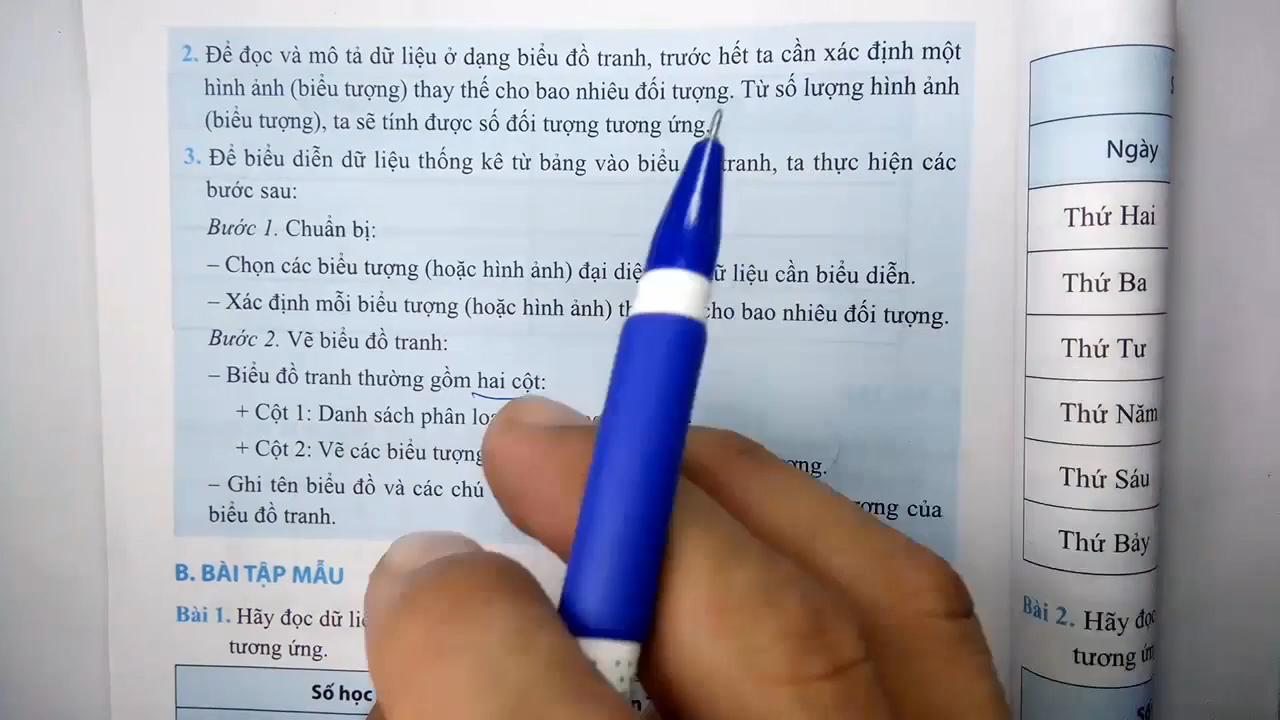 2. Để đọc và mô tả dữ liệu ở dạng biểu đồ tranh, trước hết ta cần xác định một
hình ảnh (biểu tượng) thay thế cho bao nhiêu đối tượng. Từ số lượng hình ảnh
(biểu tượng), ta sẽ tính được số đối tượng tương ứng.
3. Để biểu diễn dữ liệu thống kê từ bảng vào biểu tranh, ta thực hiện các
bước sau:
Bước 1. Chuẩn bị:
– Chọn các biểu tượng (hoặc hình ảnh) đại liệu cần biểu diễn.
– Xác định mỗi biểu tượng (hoặc hình ảnh) cho bao nhiêu đối tượng.
Bước 2. Vẽ biểu đồ tranh:
– Biểu đồ tranh thường gồm hai cột:
+ Cột 1: Danh sách phân
+ Cột 2: Vẽ các biểu tượng
– Ghi tên biểu đồ và các chú của
biểu đồ tranh.
B. BÀI TẬP MẪU
Bài 1. Hãy đọc dữ
tương ứng.
Số học
Ngày
Thứ Hai
Thứ Ba
Thứ Tư
Thứ Năm
Thứ Sáu
Thứ Bảy
Bài 2. Hãy đọc
tương